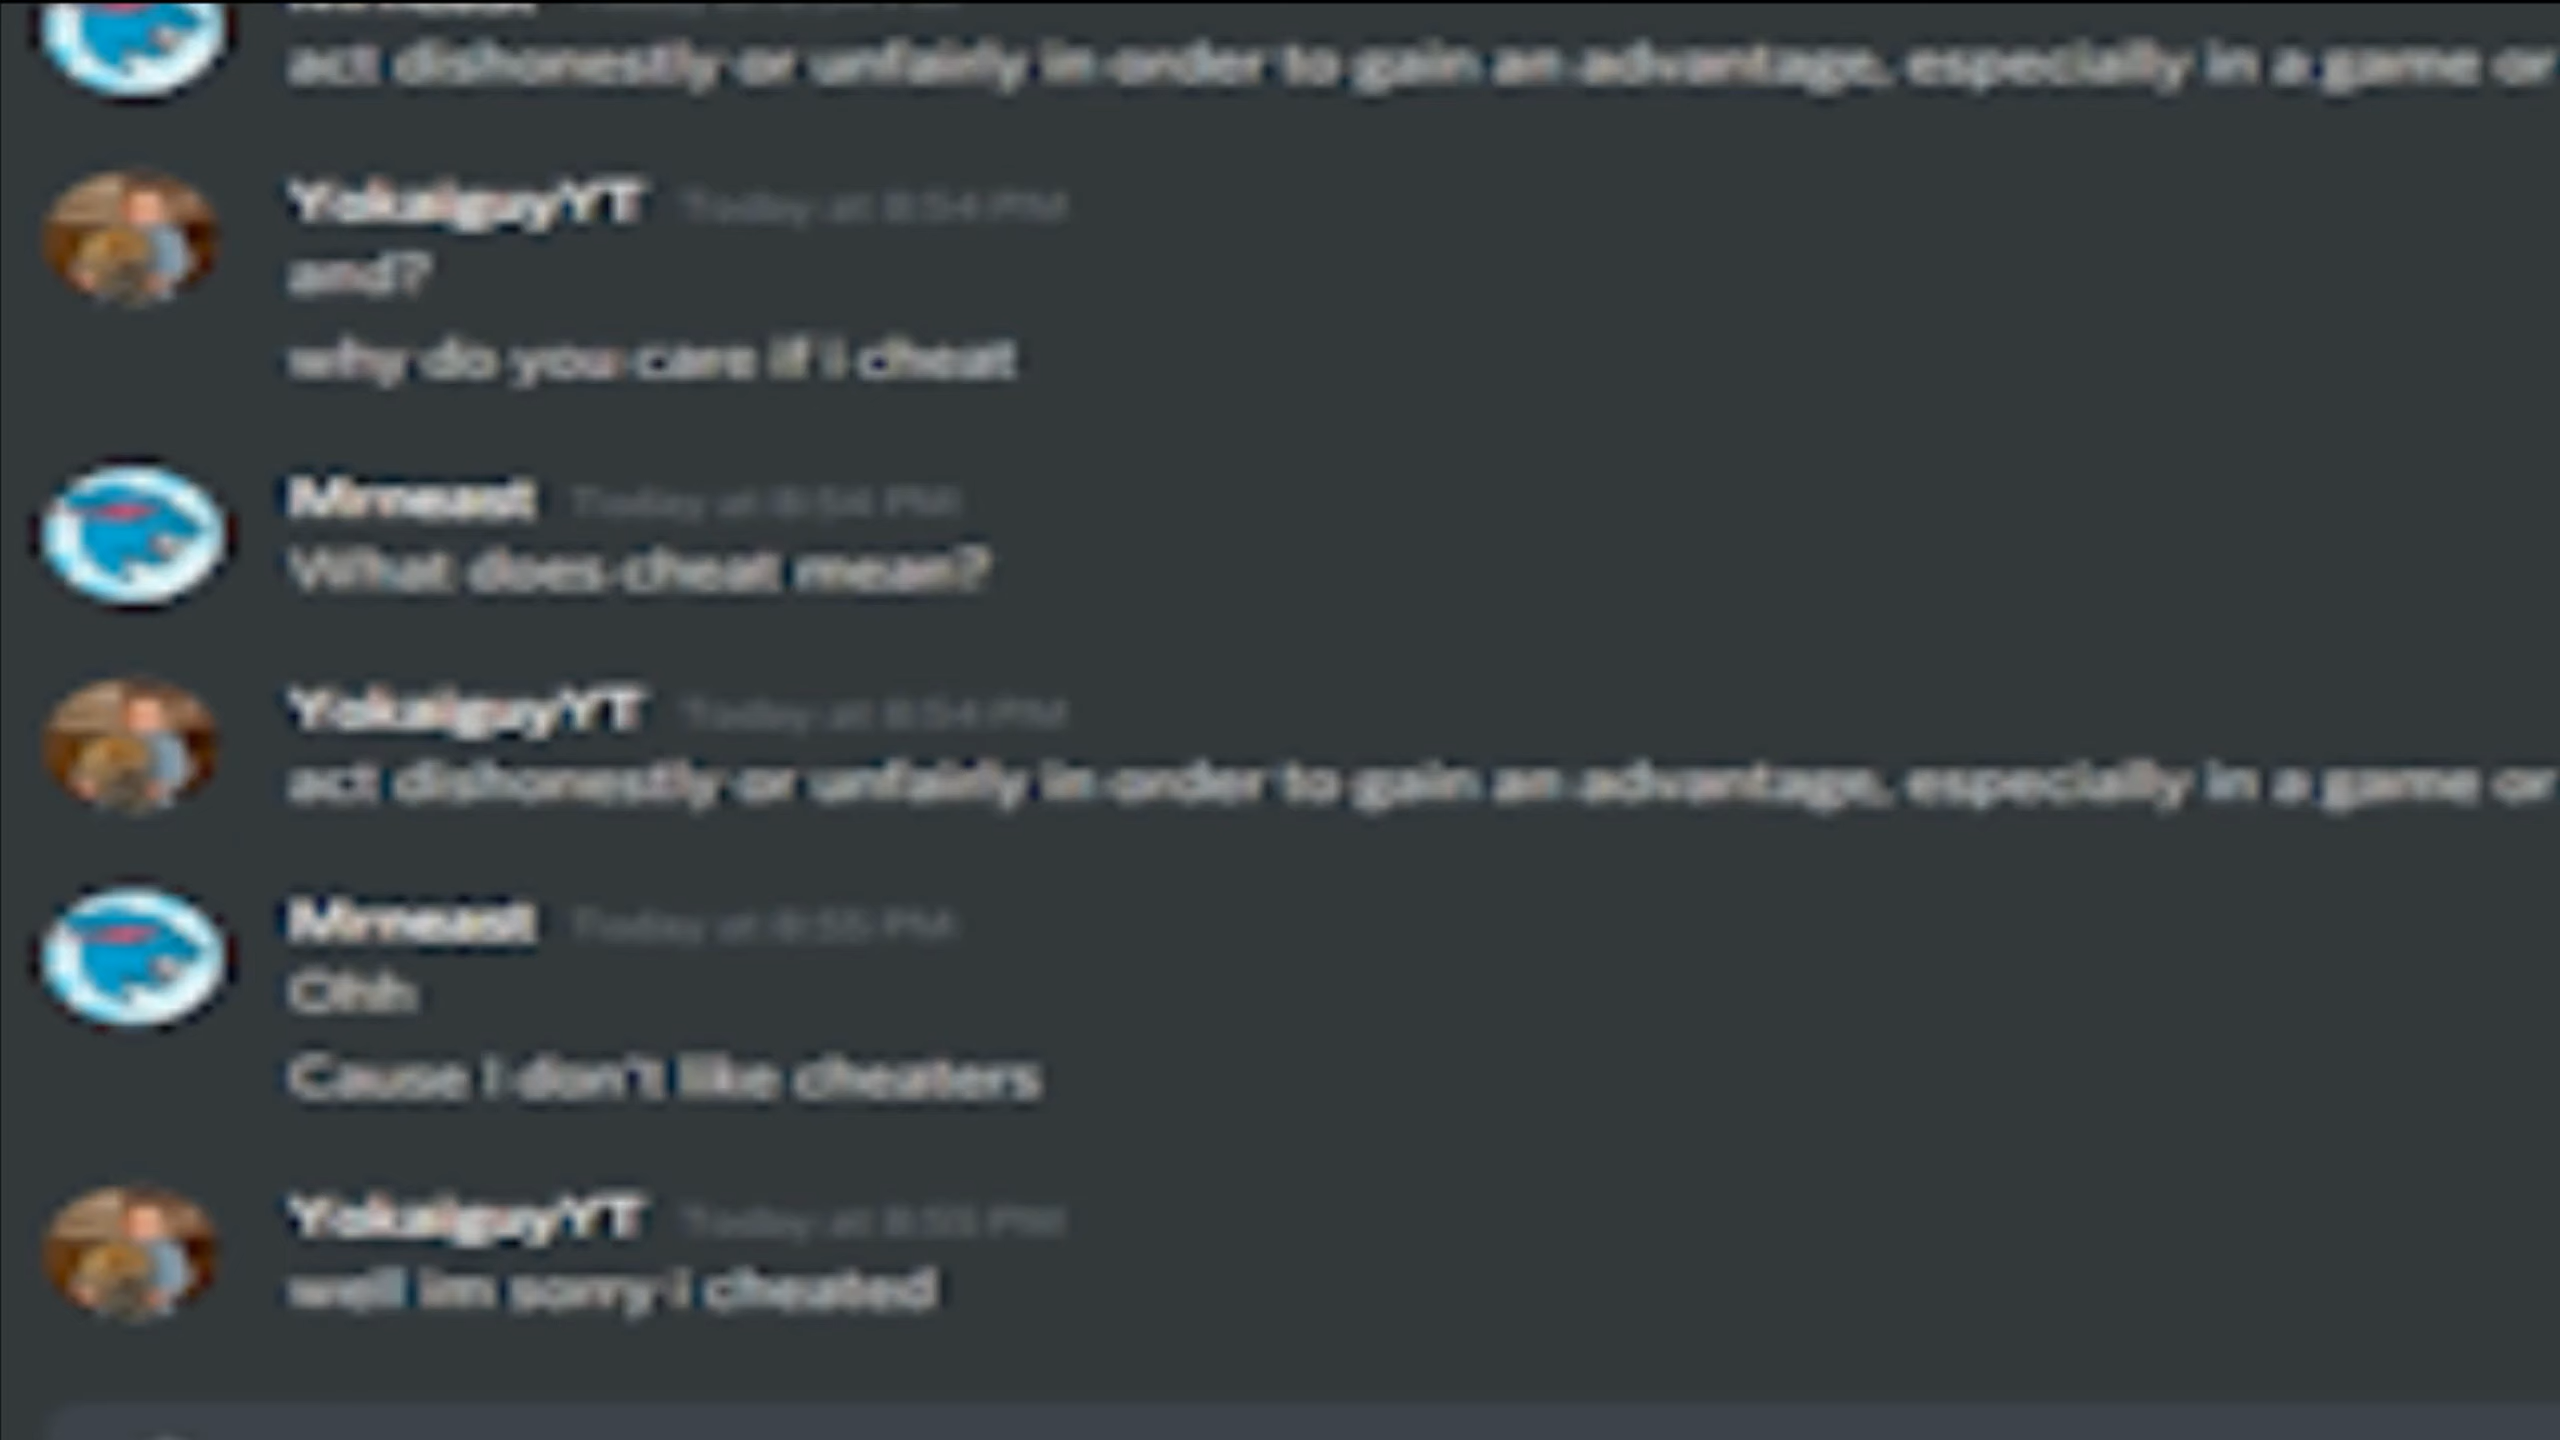 act dishonestly or unfairly in order to gain an advantage, especially in a game or
YokaiguyYT Today at 8:54 PM
and?
why do you care if i cheat
Mrneast Today at 8:54 PM
What does cheat mean?
YokaiguyYT Today at 8:54 PM
act dishonestly or unfairly in order to gain an advantage, especially in a game or
Mrneast Today at 8:55 PM
Ohh
Cause I don't like cheaters
YokaiguyYT Today at 8:55 PM
well im sorry i cheated